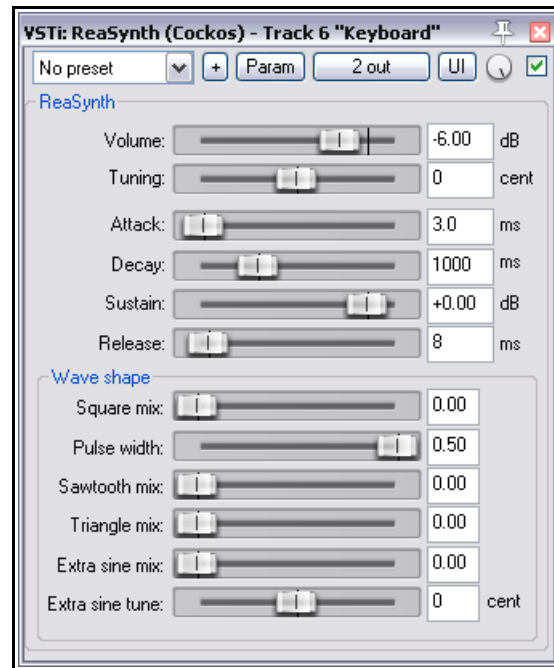 VSTi: ReaSynth (Cockos) - Track 6 "Keyboard"
No preset + Param 2 out UI
ReaSynth
Volume: -6.00 dB
Tuning: 0 cent
Attack: 3.0 ms
Decay: 1000 ms
Sustain: +0.00 dB
Release: 8 ms
Wave shape
Square mix: 0.00
Pulse width: 0.50
Sawtooth mix: 0.00
Triangle mix: 0.00
Extra sine mix: 0.00
Extra sine tune: 0 cent